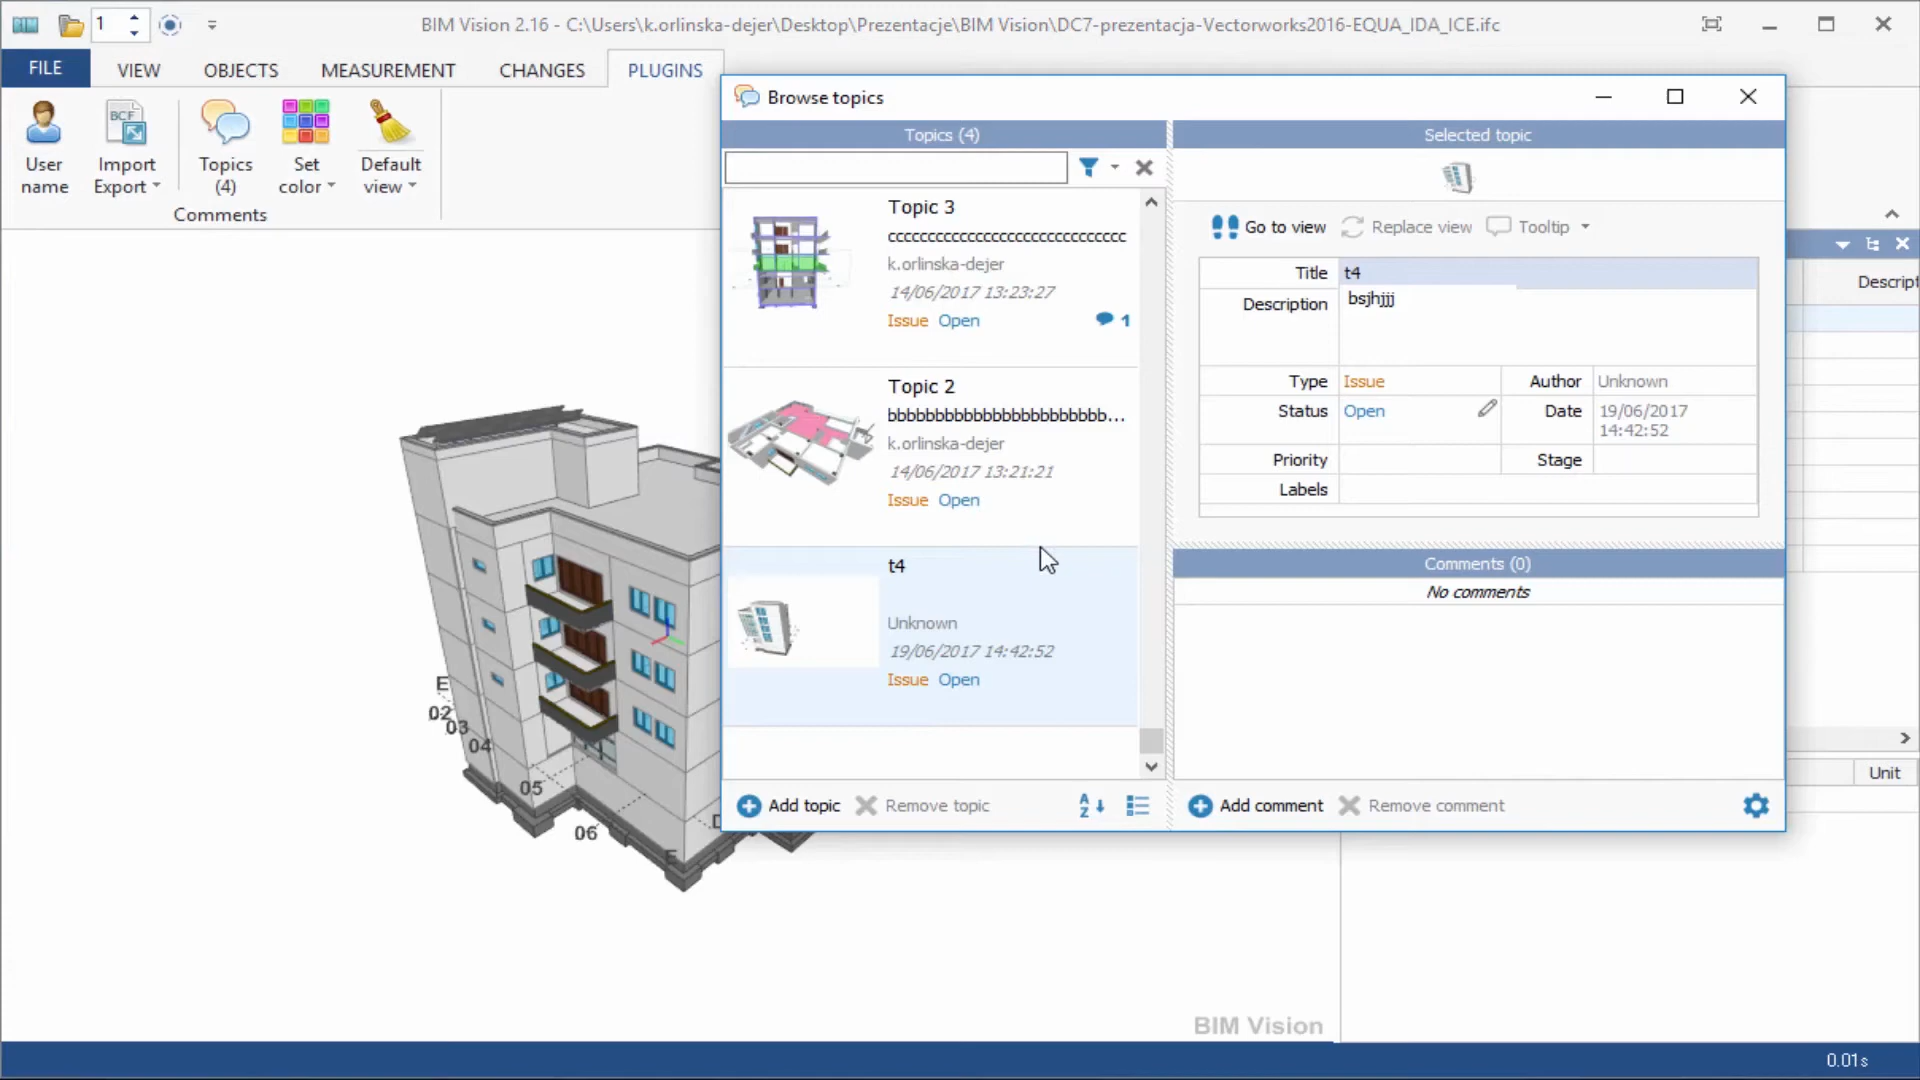 BIM Vision 2.16 - C:\Users\k.orlinska-dejer\Desktop\Prezentacje\BIM Vision\DC7-prezentacja-Vectorworks2016-EQUA_IDA_ICE.ifc
1
FILE VIEW OBJECTS MEASUREMENT CHANGES PLUGINS
User name
BCF
Import Export
Topics (4)
Set color
Default view
Comments
Browse topics
Topics (4)
Topic 3
cccccccccccccccccccccccccccccc
k.orlinska-dejer
14/06/2017 13:23:27
Issue Open 1
Topic 2
bbbbbbbbbbbbbbbbbbbbbbb...
k.orlinska-dejer
14/06/2017 13:21:21
Issue Open
t4
Unknown
19/06/2017 14:42:52
Issue Open
Add topic Remove topic
A
Z
Selected topic
Go to view Replace view Tooltip
Title t4
Description bsjhjjj
Type Issue Author Unknown
Status Open Date 19/06/2017
14:42:52
Priority Stage
Labels
Comments (0)
No comments
Add comment Remove comment
Descript
Unit
E
02
03
04
05
06
D
E
BIM Vision
0.01s